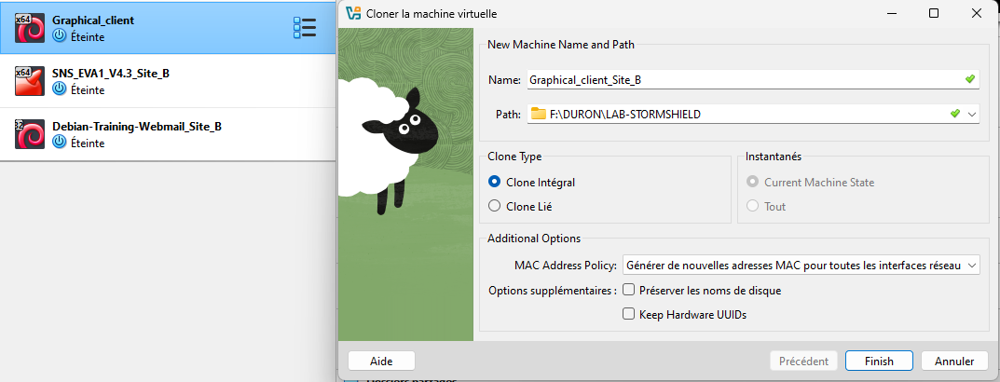 x64
Graphical_client
Éteinte
x64
SNS_EVA1_V4.3_Site_B
Éteinte
32
Debian-Training-Webmail_Site_B
Éteinte
Cloner la machine virtuelle
New Machine Name and Path
Name: Graphical_client_Site_B
Path: F:\DURON\LAB-STORMSHIELD
Clone Type
Clone Intégral
Clone Lié
Instantanés
Current Machine State
Tout
Additional Options
MAC Address Policy: Générer de nouvelles adresses MAC pour toutes les interfaces réseau
Options supplémentaires : Préserver les noms de disque
Keep Hardware UUIDs
Aide Précédent Finish Annuler